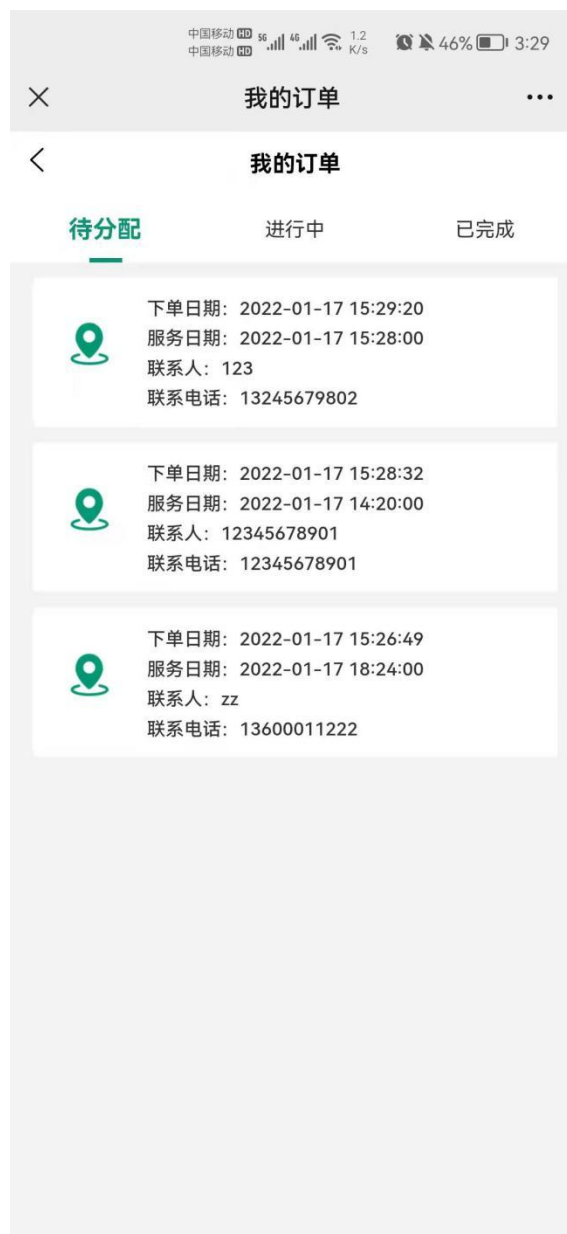 中国移动 HD 5G 4G 1.2
中国移动 HD K/s 46% 3:29
我的订单
我的订单
待分配 进行中 已完成
下单日期: 2022-01-17 15:29:20
服务日期: 2022-01-17 15:28:00
联系人: 123
联系电话: 13245679802
下单日期: 2022-01-17 15:28:32
服务日期: 2022-01-17 14:20:00
联系人: 12345678901
联系电话: 12345678901
下单日期: 2022-01-17 15:26:49
服务日期: 2022-01-17 18:24:00
联系人: zz
联系电话: 13600011222